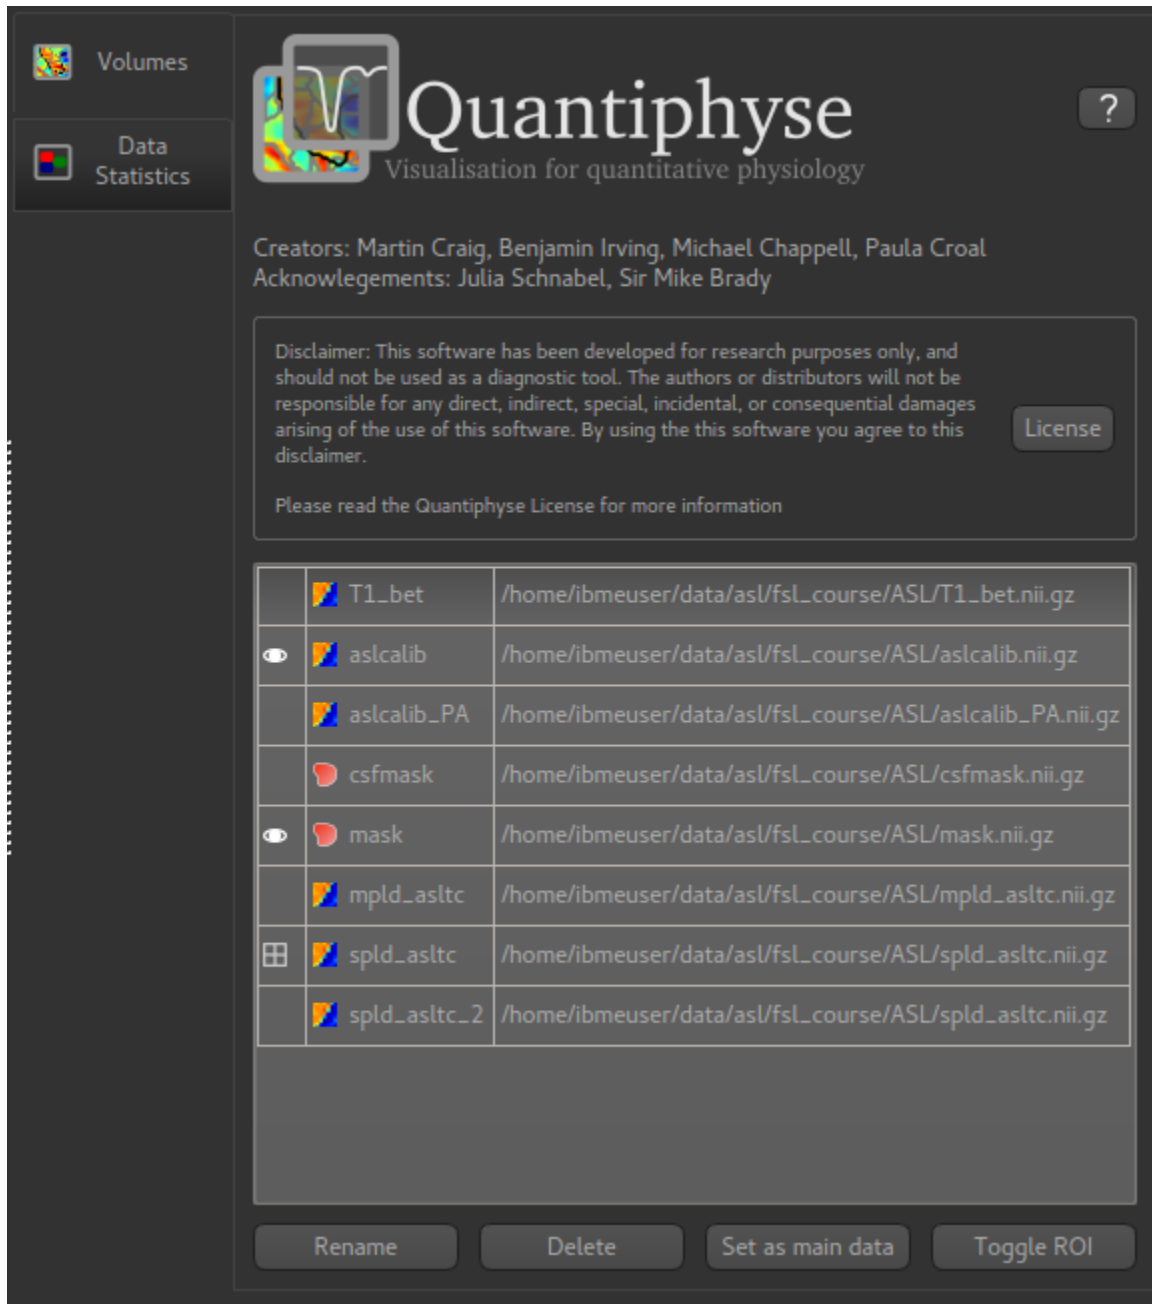 Volumes
Data
Statistics
Quantiphyse
Visualisation for quantitative physiology
?
Creators: Martin Craig, Benjamin Irving, Michael Chappell, Paula Croal
Acknowlegements: Julia Schnabel, Sir Mike Brady
Disclaimer: This software has been developed for research purposes only, and
should not be used as a diagnostic tool. The authors or distributors will not be
responsible for any direct, indirect, special, incidental, or consequential damages
arising of the use of this software. By using the this software you agree to this
disclaimer.
Please read the Quantiphyse License for more information
License
T1_bet /home/ibmeuser/data/asl/fsl_course/ASL/T1_bet.nii.gz
aslcalib /home/ibmeuser/data/asl/fsl_course/ASL/aslcalib.nii.gz
aslcalib_PA /home/ibmeuser/data/asl/fsl_course/ASL/aslcalib_PA.nii.gz
csfmask /home/ibmeuser/data/asl/fsl_course/ASL/csfmask.nii.gz
mask /home/ibmeuser/data/asl/fsl_course/ASL/mask.nii.gz
mpld_asltc /home/ibmeuser/data/asl/fsl_course/ASL/mpld_asltc.nii.gz
spld_asltc /home/ibmeuser/data/asl/fsl_course/ASL/spld_asltc.nii.gz
spld_asltc_2 /home/ibmeuser/data/asl/fsl_course/ASL/spld_asltc.nii.gz
Rename Delete Set as main data Toggle ROI